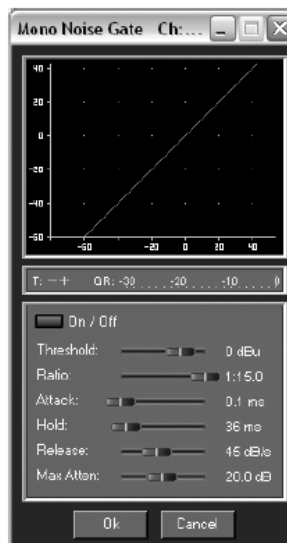 Mono Noise Gate Ch:...
40
20
0
-20
-40
-60
-60 -20 0 20 40
T: -+ GR: -30.....-20.....-10.....0
On / Off
Threshold: 0 dBu
Ratio: 1:15.0
Attack: 0.1 ms
Hold: 36 ms
Release: 45 dB/s
Max Atten: 20.0 dB
Ok Cancel